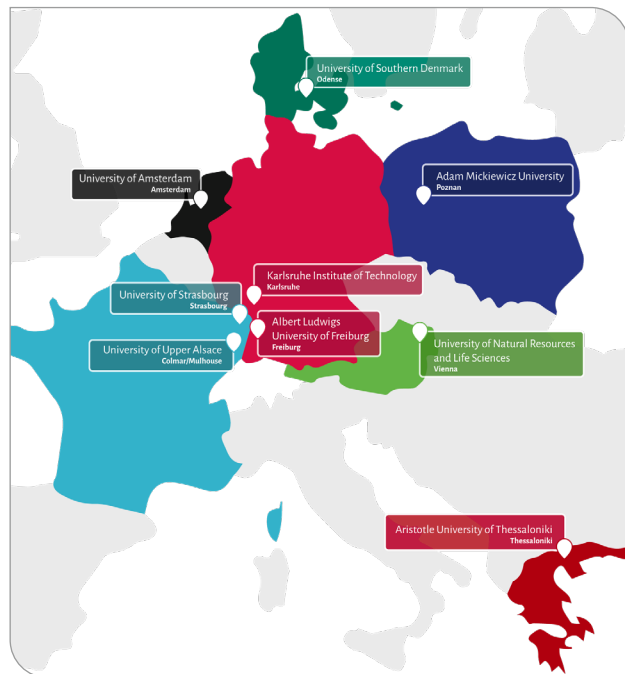 University of Southern Denmark
Odense
University of Amsterdam
Amsterdam
Adam Mickiewicz University
Poznan
Karlsruhe Institute of Technology
Karlsruhe
University of Strasbourg
Strasbourg
Albert Ludwigs
University of Freiburg
Freiburg
University of Upper Alsace
Colmar/Mulhouse
University of Natural Resources
and Life Sciences
Vienna
Aristotle University of Thessaloniki
Thessaloniki